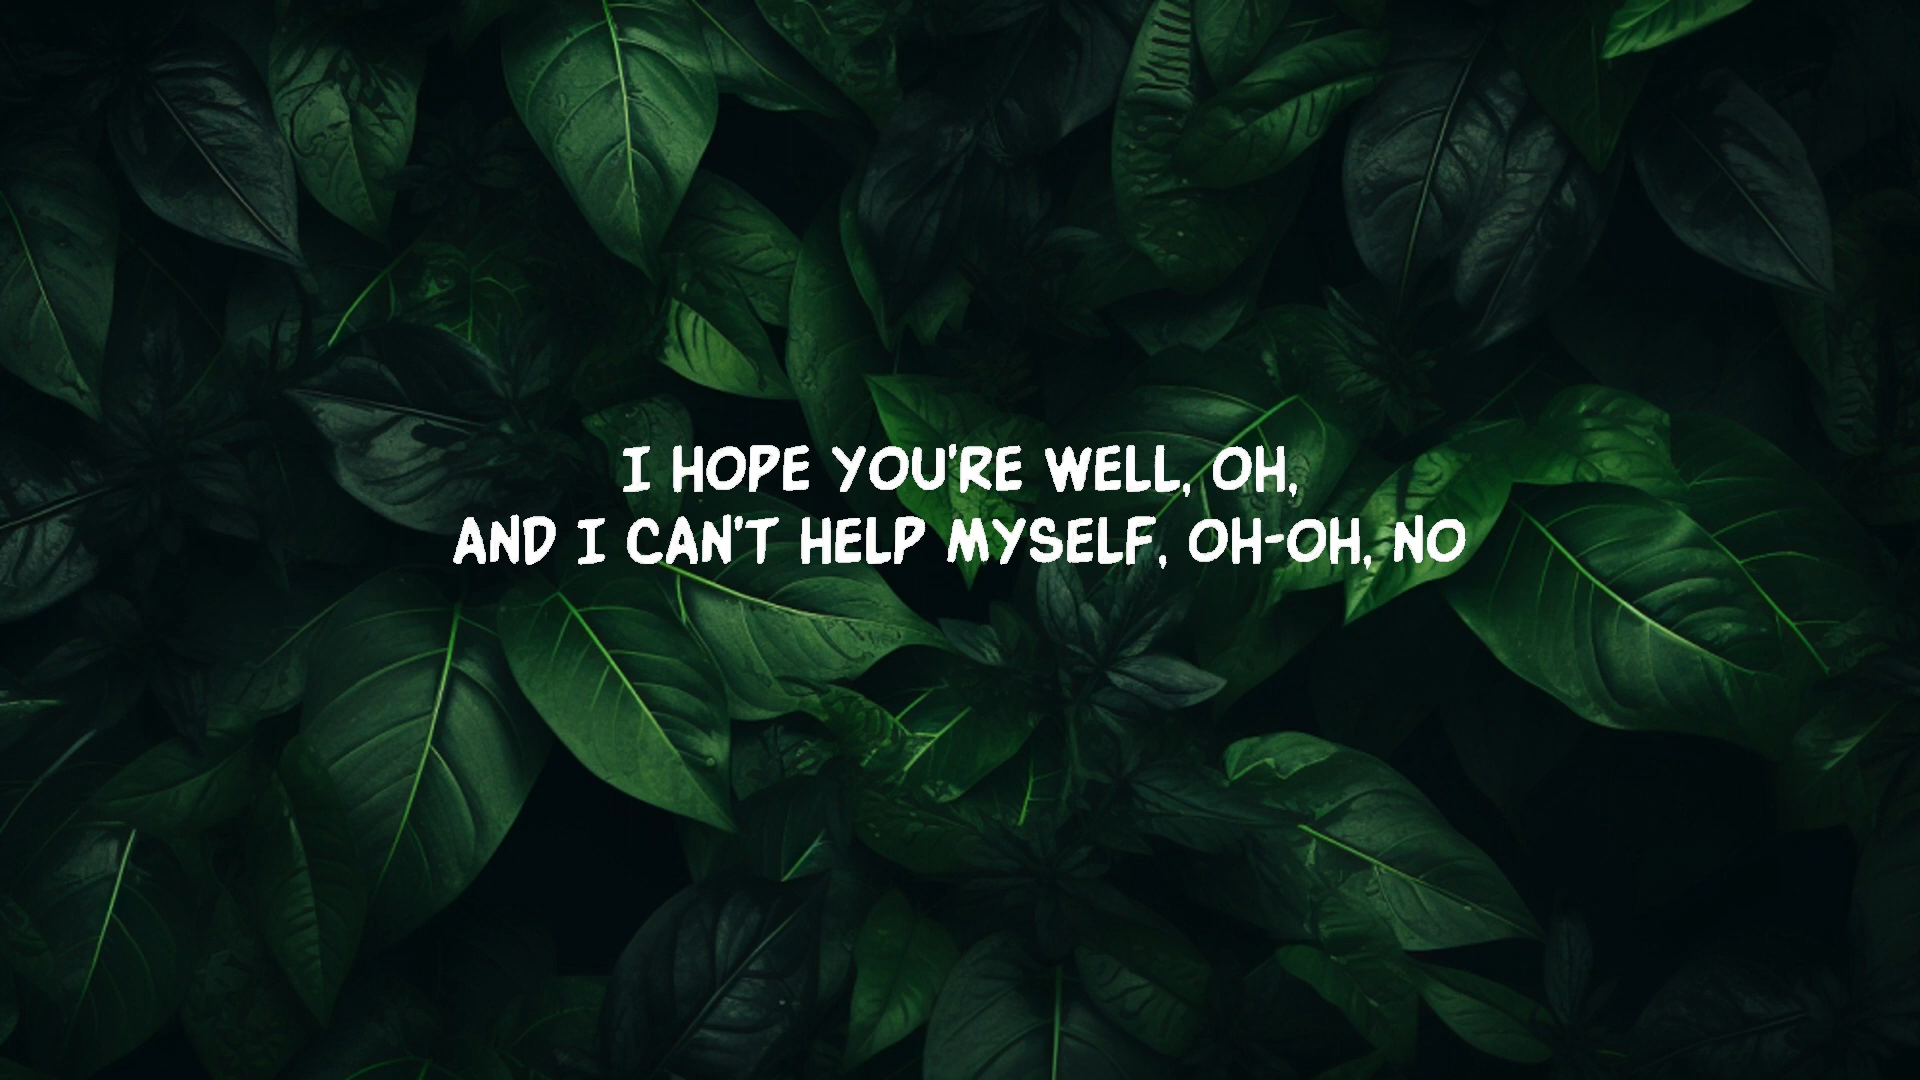 I HOPE YOU'RE WELL, OH,
AND I CAN'T HELP MYSELF, OH-OH, NO